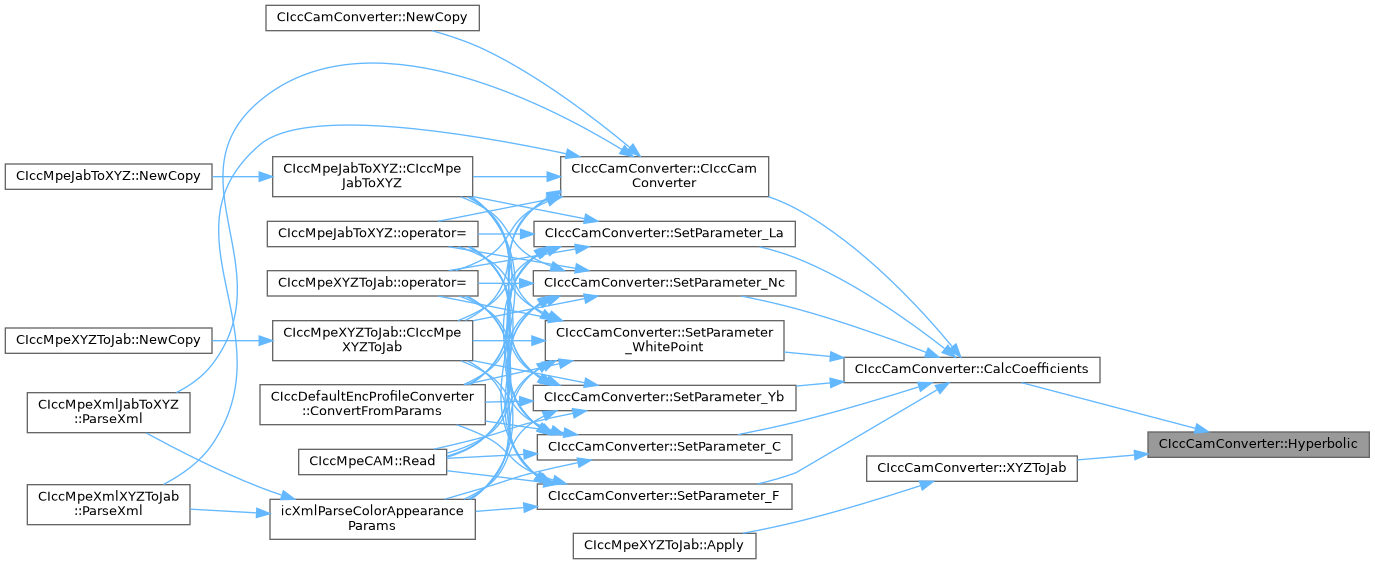 CIccCamConverter::NewCopy
CIccMpeJabToXYZ::NewCopy
CIccMpeJabToXYZ::CIccMpe
JabToXYZ
CIccCamConverter::CIccCam
Converter
CIccMpeJabToXYZ::operator=
CIccCamConverter::SetParameter_La
CIccMpeXYZToJab::operator=
CIccCamConverter::SetParameter_Nc
CIccMpeXYZToJab::NewCopy
CIccMpeXYZToJab::CIccMpe
XYZToJab
CIccCamConverter::SetParameter
_WhitePoint
CIccCamConverter::CalcCoefficients
CIccMpeXmlJabToXYZ
::ParseXml
CIccDefaultEncProfileConverter
::ConvertFromParams
CIccCamConverter::SetParameter_Yb
CIccCamConverter::Hyperbolic
CIccMpeCAM::Read
CIccCamConverter::SetParameter_C
CIccCamConverter::XYZToJab
CIccMpeXmlXYZToJab
::ParseXml
icXmlParseColorAppearance
Params
CIccCamConverter::SetParameter_F
CIccMpeXYZToJab::Apply